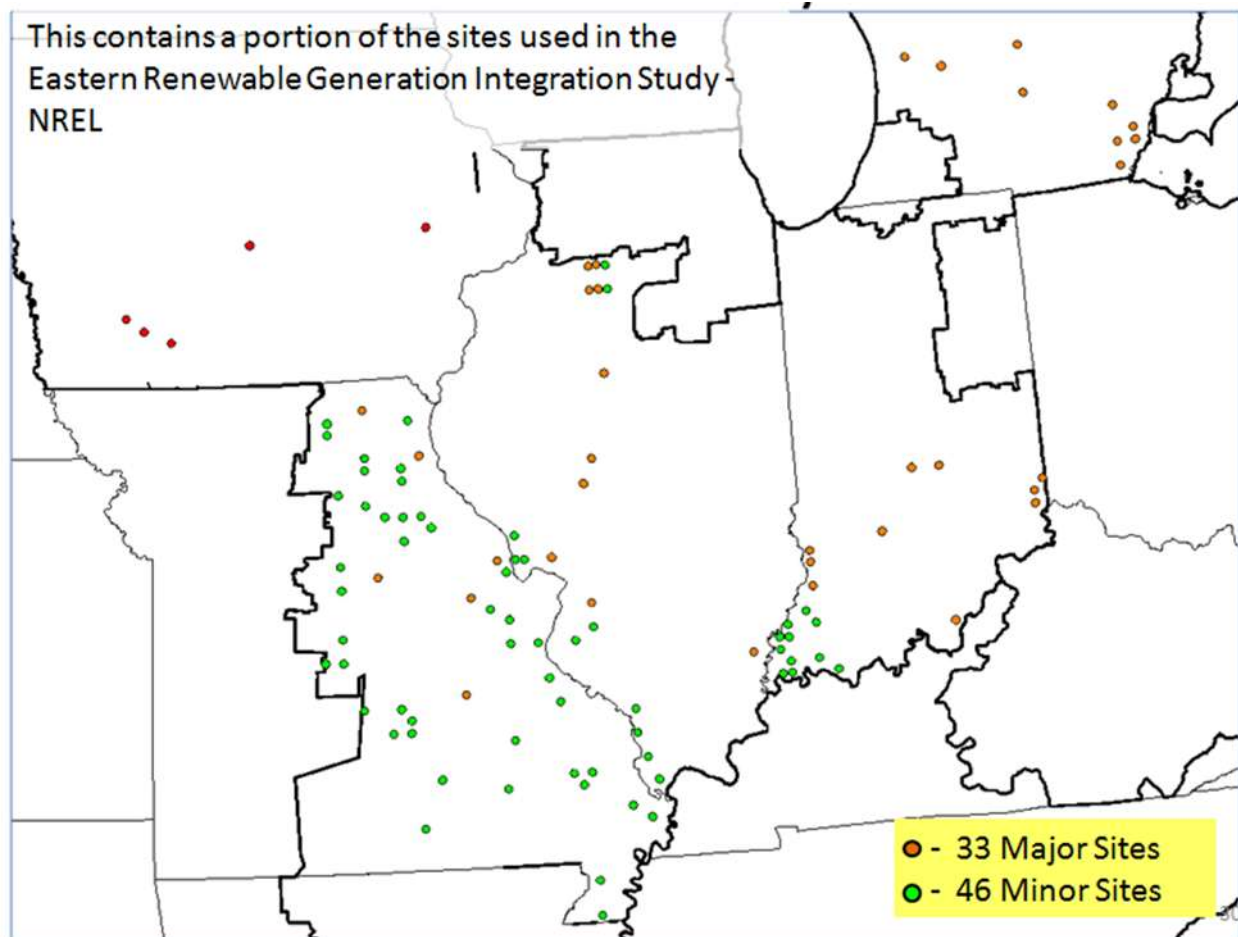 This contains a portion of the sites used in the
Eastern Renewable Generation Integration Study -
NREL
- 33 Major Sites
- 46 Minor Sites